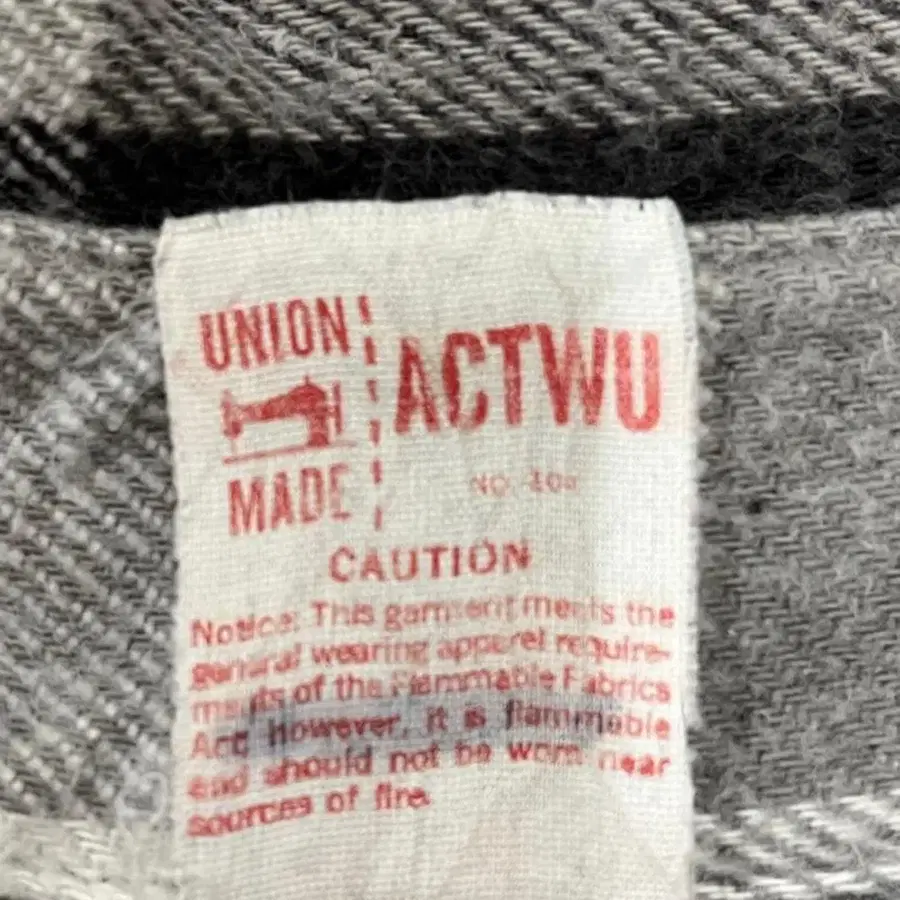 UNION
MADE
ACTWU
NO.
CAUTION
Notice: This garment meets the
general wearing apparel require-
ments of the Flammable Fabrics
Act however, it is flammable
and should not be worn near
sources of fire.